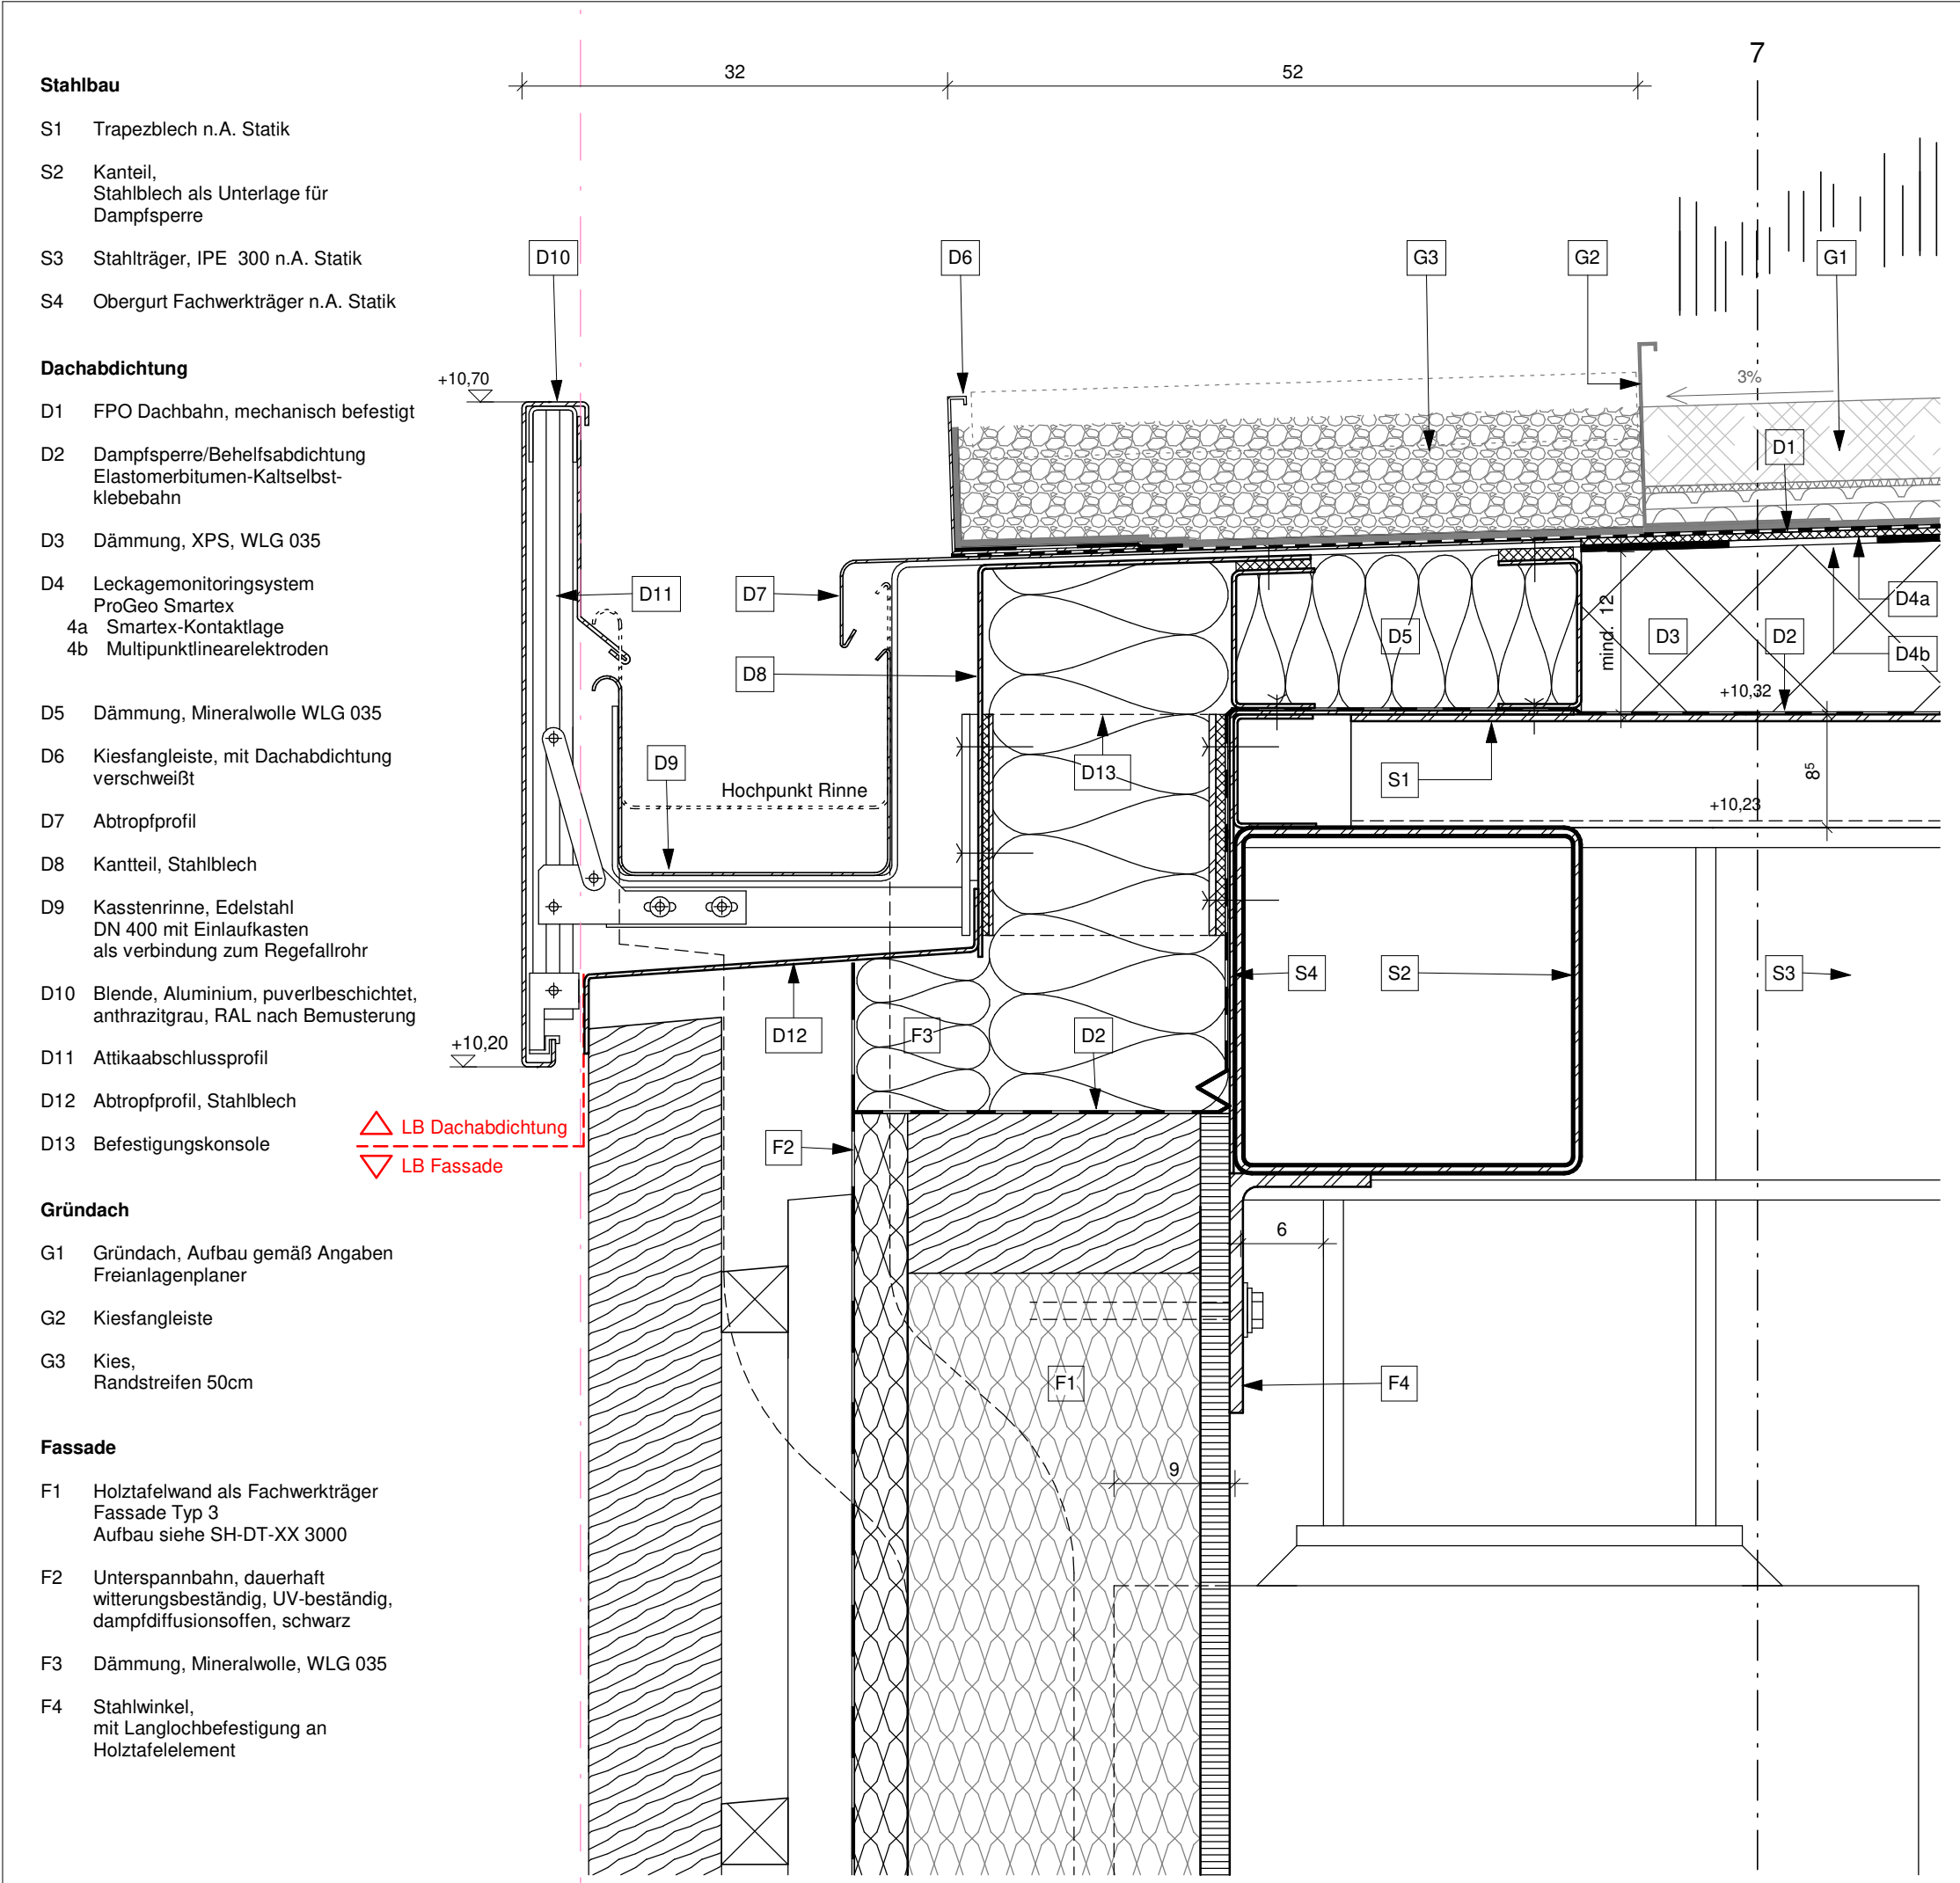 Stahlbau
S1 Trapezblech n.A. Statik
S2 Kanteil,
Stahlblech als Unterlage für
Dampfsperre
S3 Stahlträger, IPE 300 n.A. Statik
S4 Obergurt Fachwerkträger n.A. Statik
Dachabdichtung
D1 FPO Dachbahn, mechanisch befestigt
D2 Dampfsperre/Behelfsabdichtung
Elastomerbitumen-Kaltselbst-
klebebahn
D3 Dämmung, XPS, WLG 035
D4 Leckagemonitoringsystem
ProGeo Smartex
4a Smartex-Kontaktlage
4b Multipunktlinearelektroden
D5 Dämmung, Mineralwolle WLG 035
D6 Kiesfangleiste, mit Dachabdichtung
verschweißt
D7 Abtropfprofil
D8 Kantteil, Stahlblech
D9 Kasstenrinne, Edelstahl
DN 400 mit Einlaufkasten
als verbindung zum Regefallrohr
D10 Blende, Aluminium, puverlbeschichtet,
anthrazitgrau, RAL nach Bemusterung
D11 Attikaabschlussprofil
D12 Abtropfprofil, Stahlblech
D13 Befestigungskonsole
Gründach
G1 Gründach, Aufbau gemäß Angaben
Freianlagenplaner
G2 Kiesfangleiste
G3 Kies,
Randstreifen 50cm
Fassade
F1 Holztafelwand als Fachwerkträger
Fassade Typ 3
Aufbau siehe SH-DT-XX 3000
F2 Unterspannbahn, dauerhaft
witterungsbeständig, UV-beständig,
dampfdiffusionsoffen, schwarz
F3 Dämmung, Mineralwolle, WLG 035
F4 Stahlwinkel,
mit Langlochbefestigung an
Holztafelelement
7
32
52
D10
D6
G3
G2
G1
+10,70
3%
D1
D11
D7
D4a
D5
mind. 12
D3
D2
D4b
D8
+10,32
D9
D13
S1
8⁵
Hochpunkt Rinne
+10,23
S4
S2
S3
D12
F3
D2
+10,20
LB Dachabdichtung
LB Fassade
F2
6
F1
F4
9